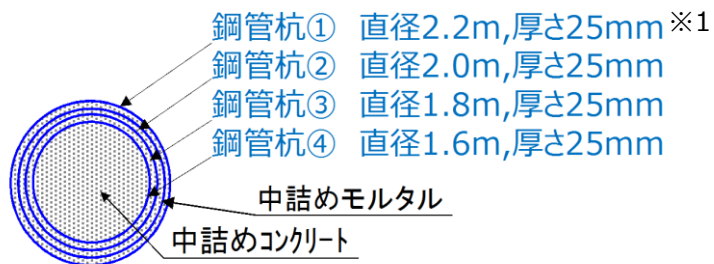 鋼管杭① 直径2.2m,厚さ25mm※1
鋼管杭② 直径2.0m,厚さ25mm
鋼管杭③ 直径1.8m,厚さ25mm
鋼管杭④ 直径1.6m,厚さ25mm
中詰めモルタル
中詰めコンクリート